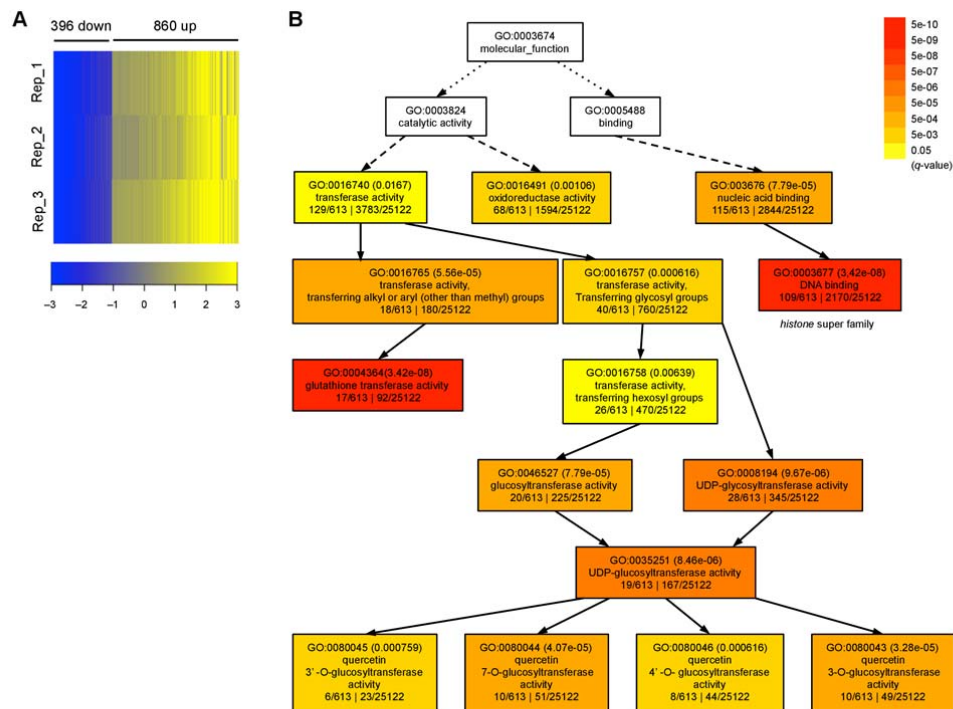 A
396 down
860 up
Rep_1
Rep_2
Rep_3
−3
−2
−1
0
1
2
3
B
GO:0003674
molecular_function
GO:0003824
catalytic activity
GO:0005488
binding
GO:0016740 (0.0167)
transferase activity
129/613 | 3783/25122
GO:0016491 (0.00106)
oxidoreductase activity
68/613 | 1594/25122
GO:003676 (7.79e-05)
nucleic acid binding
115/613 | 2844/25122
GO:0016765 (5.56e-05)
transferase activity,
transferring alkyl or aryl (other than methyl) groups
18/613 | 180/25122
GO:0016757 (0.000616)
transferase activity,
Transferring glycosyl groups
40/613 | 760/25122
GO:0003677 (3,42e-08)
DNA binding
109/613 | 2170/25122
histone super family
GO:0004364(3.42e-08)
glutathione transferase activity
17/613 | 92/25122
GO:0016758 (0.00639)
transferase activity,
transferring hexosyl groups
26/613 | 470/25122
GO:0046527 (7.79e-05)
glucosyltransferase activity
20/613 | 225/25122
GO:0008194 (9.67e-06)
UDP-glycosyltransferase activity
28/613 | 345/25122
GO:0035251 (8.46e-06)
UDP-glucosyltransferase activity
19/613 | 167/25122
GO:0080045 (0.000759)
quercetin
3' -O-glucosyltransferase
activity
6/613 | 23/25122
GO:0080044 (4.07e-05)
quercetin
7-O-glucosyltransferase
activity
10/613 | 51/25122
GO:0080046 (0.000616)
quercetin
4' -O- glucosyltransferase
activity
8/613 | 44/25122
GO:0080043 (3.28e-05)
quercetin
3-O-glucosyltransferase
activity
10/613 | 49/25122
5e-10
5e-09
5e-08
5e-07
5e-06
5e-05
5e-04
5e-03
0.05
(q-value)